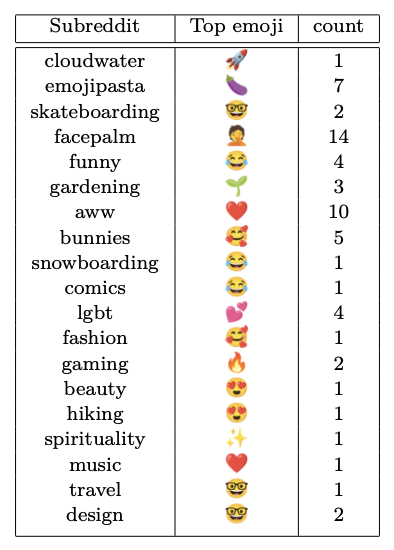 Subreddit Top emoji count
cloudwater 🚀 1
emojipasta 🍆 7
skateboarding 🤓 2
facepalm 🤦 14
funny 😂 4
gardening 🌱 3
aww ❤️ 10
bunnies 🥰 5
snowboarding 😂 1
comics 😂 1
lgbt 💕 4
fashion 🥰 1
gaming 🔥 2
beauty 😍 1
hiking 😍 1
spirituality ✨ 1
music ❤️ 1
travel 🤓 1
design 🤓 2